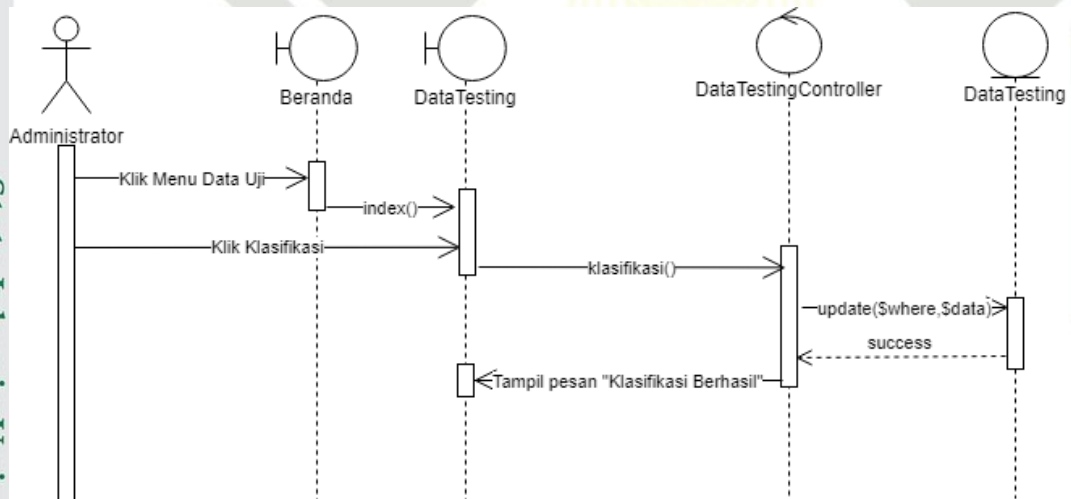 Beranda
DataTesting
DataTestingController
DataTesting
Administrator
Klik Menu Data Uji
index()
Klik Klasifikasi
klasifikasi()
update($where,$data)
success
Tampil pesan "Klasifikasi Berhasil"